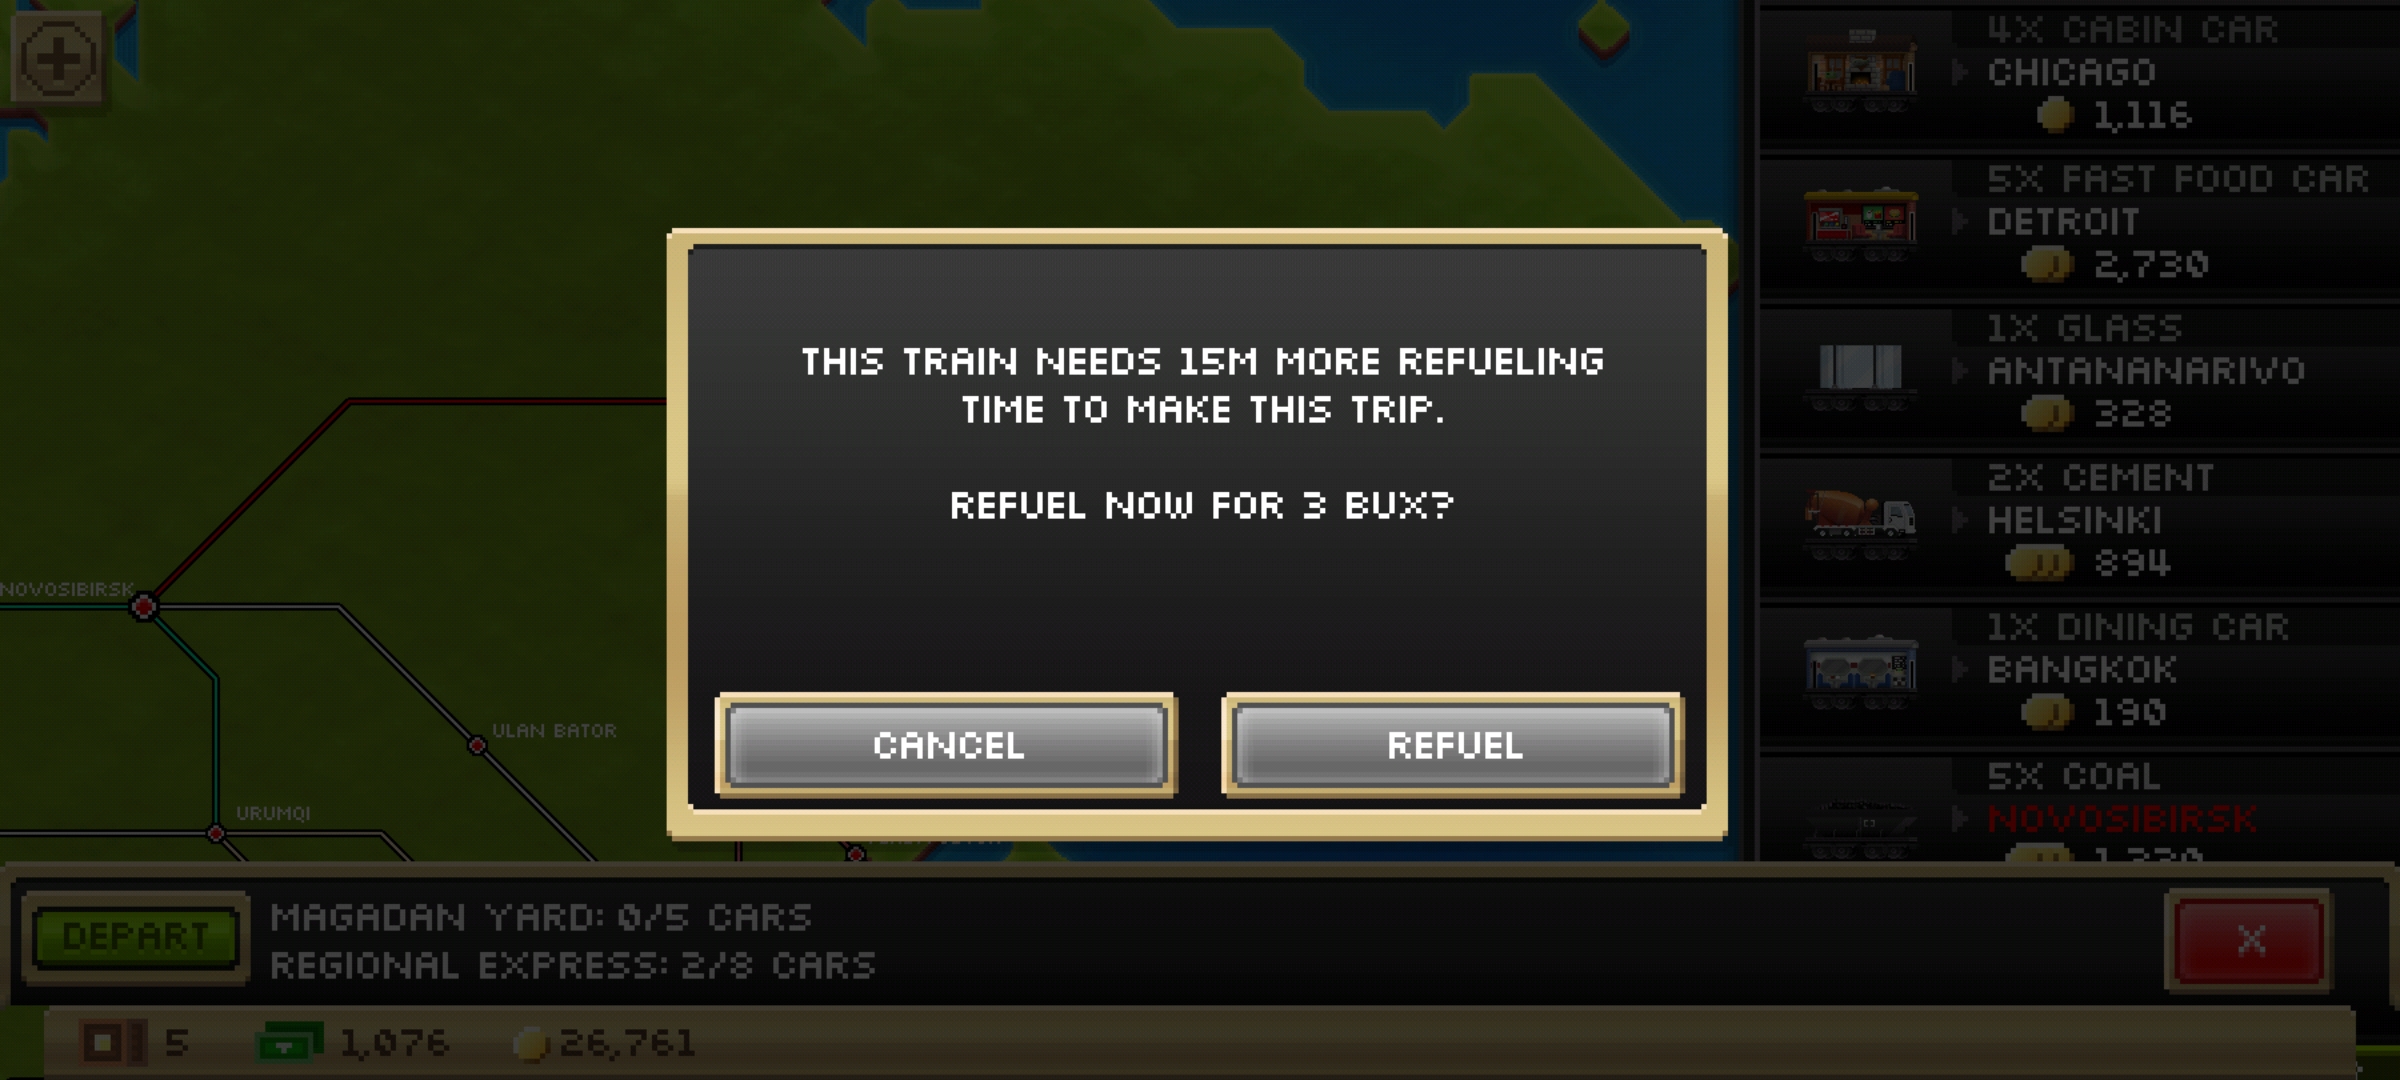 4X CABIN CAR
CHICAGO
1,116
5X FAST FOOD CAR
DETROIT
2,730
1X GLASS
ANTANANARIVO
328
2X CEMENT
HELSINKI
894
1X DINING CAR
BANGKOK
190
5X COAL
NOVOSIBIRSK
THIS TRAIN NEEDS 15M MORE REFUELING
TIME TO MAKE THIS TRIP.
REFUEL NOW FOR 3 BUX?
CANCEL
REFUEL
NOVOSIBIRSK
ULAN BATOR
URUMQI
DEPART
MAGADAN YARD: 0/5 CARS
REGIONAL EXPRESS: 2/8 CARS
X
5
1,076
26,761